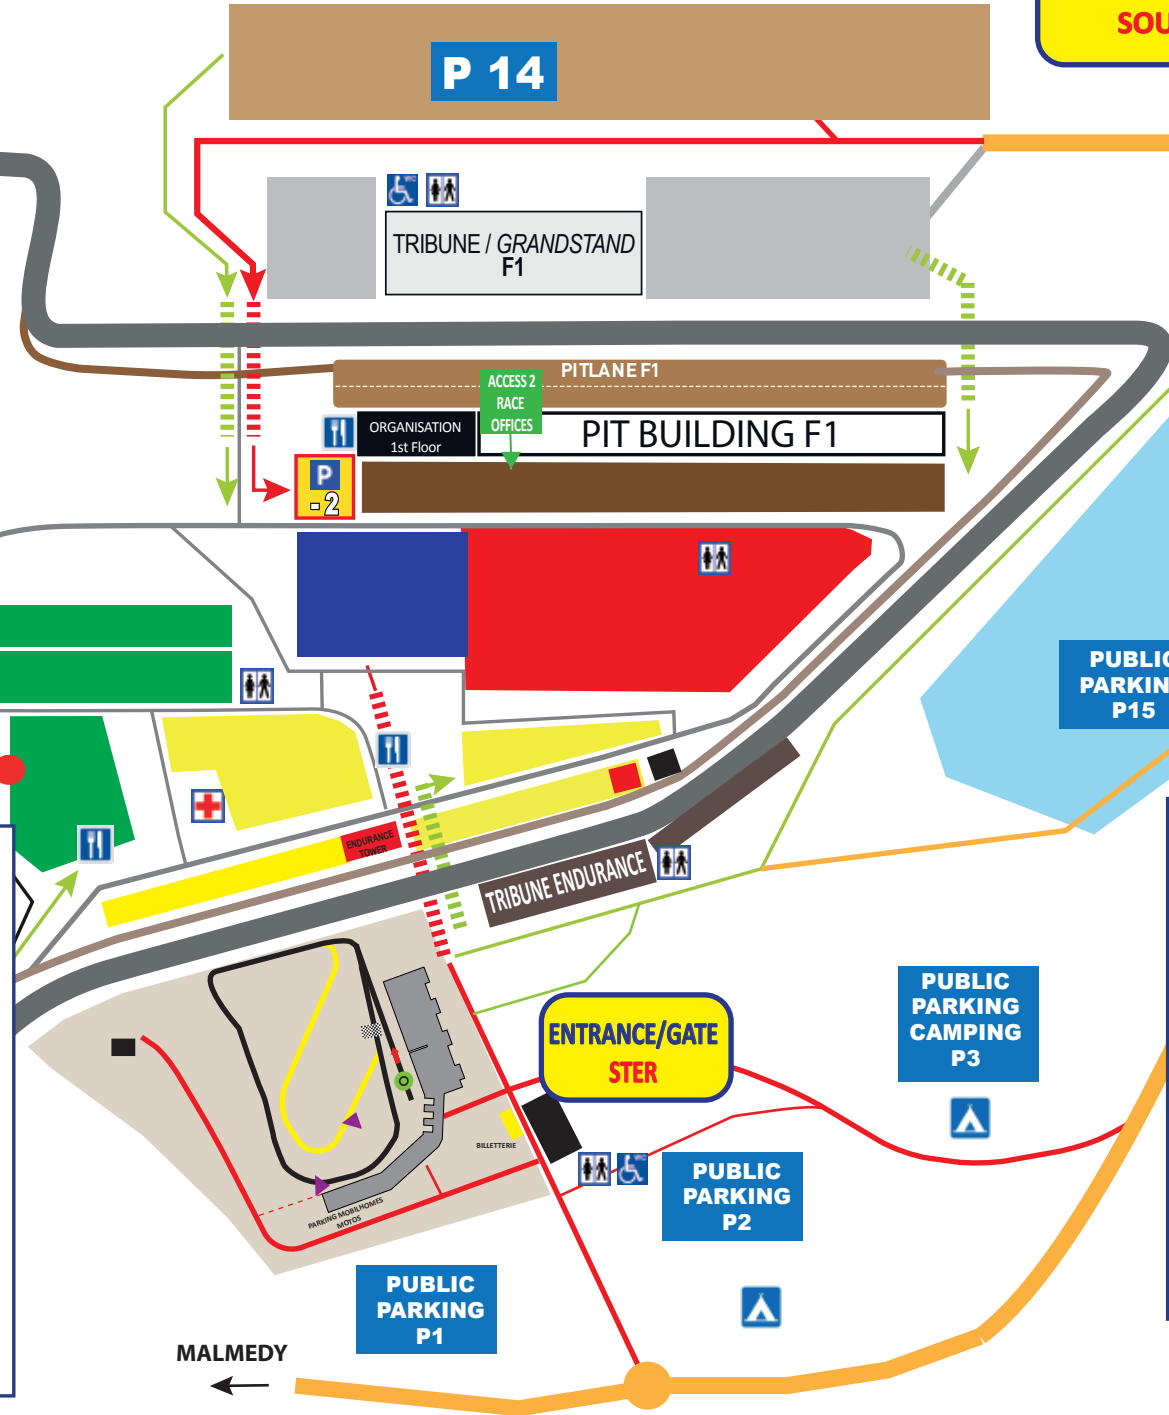 SOU
P 14
TRIBUNE / GRANDSTAND
F1
PITLANE F1
ACCESS 2
RACE
OFFICES
ORGANISATION
1st Floor
PIT BUILDING F1
P
- 2
PUBLIC
PARKIN
P15
ENDURANCE
TOWER
TRIBUNE ENDURANCE
PUBLIC
PARKING
CAMPING
P3
ENTRANCE/GATE
STER
BILLETTERIE
PUBLIC
PARKING
P2
PARKING MOBILHOMES
MOTOS
PUBLIC
PARKING
P1
MALMEDY